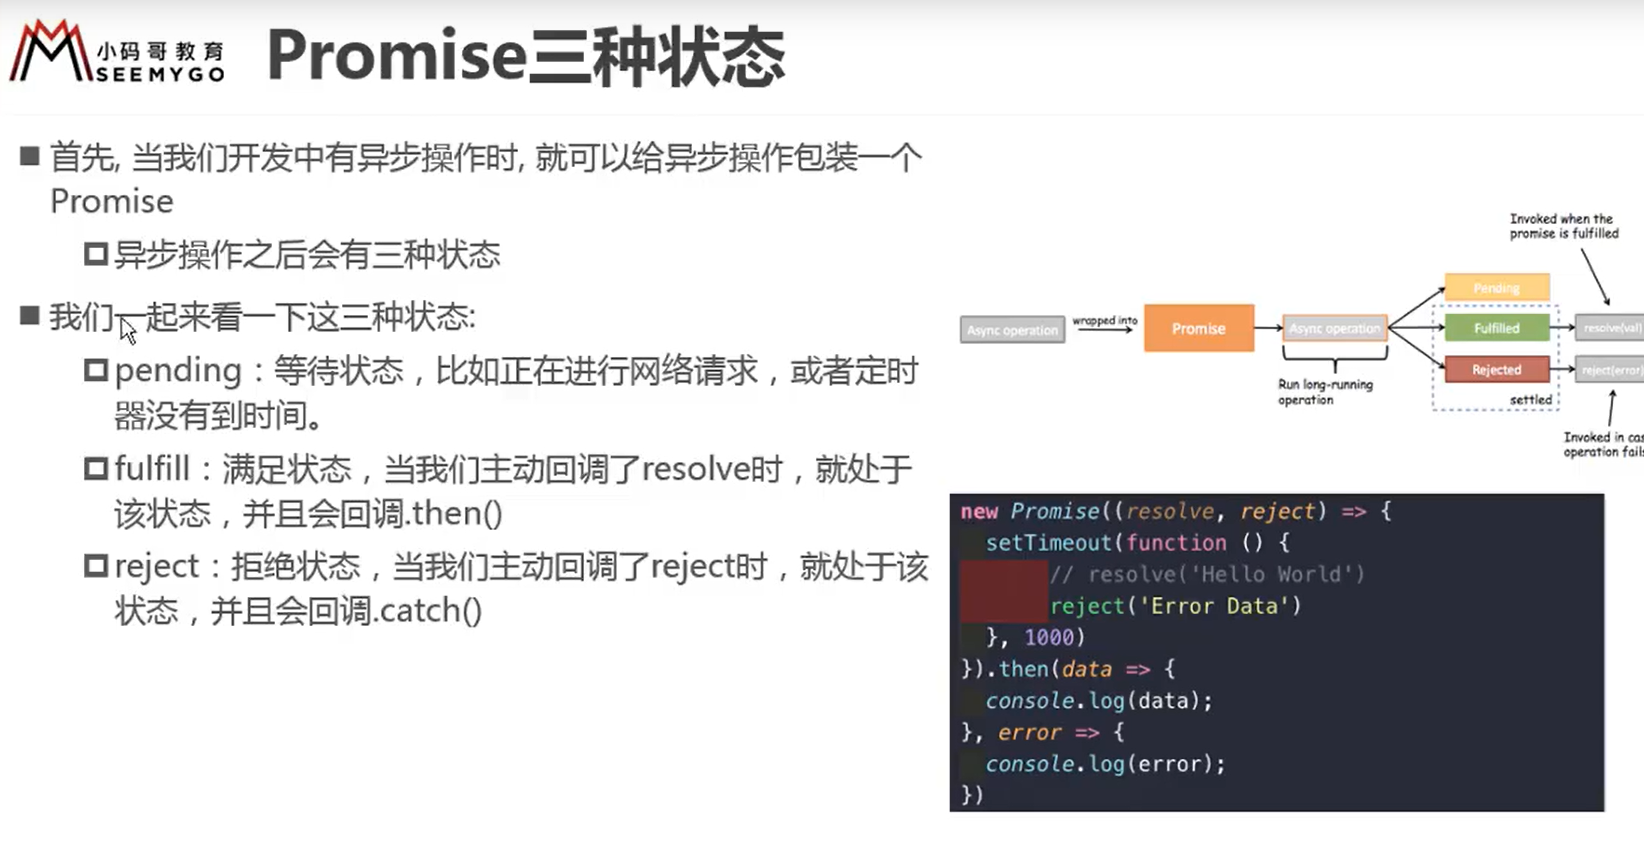 小码哥教育
SEEMYGO
Promise三种状态
首先, 当我们开发中有异步操作时, 就可以给异步操作包装一个
Promise
异步操作之后会有三种状态
我们一起来看一下这三种状态:
pending：等待状态，比如正在进行网络请求，或者定时
器没有到时间。
fulfill：满足状态，当我们主动回调了resolve时，就处于
该状态，并且会回调.then()
reject：拒绝状态，当我们主动回调了reject时，就处于该
状态，并且会回调.catch()
Invoked when the
promise is fulfilled
Async operation
wrapped into
Promise
Async operation
Pending
Fulfilled
Rejected
settled
resolve(val)
reject(error)
Run long-running
operation
Invoked in
operation fails
new Promise((resolve, reject) => {
setTimeout(function () {
// resolve('Hello World')
reject('Error Data')
}, 1000)
}).then(data => {
console.log(data);
}, error => {
console.log(error);
})